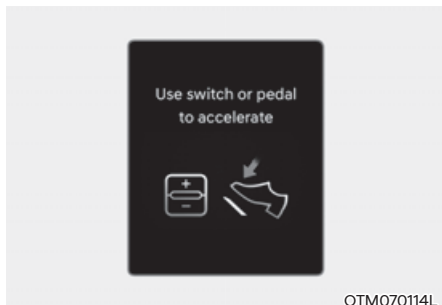 Use switch or pedal
to accelerate
+
-
OTM070114L